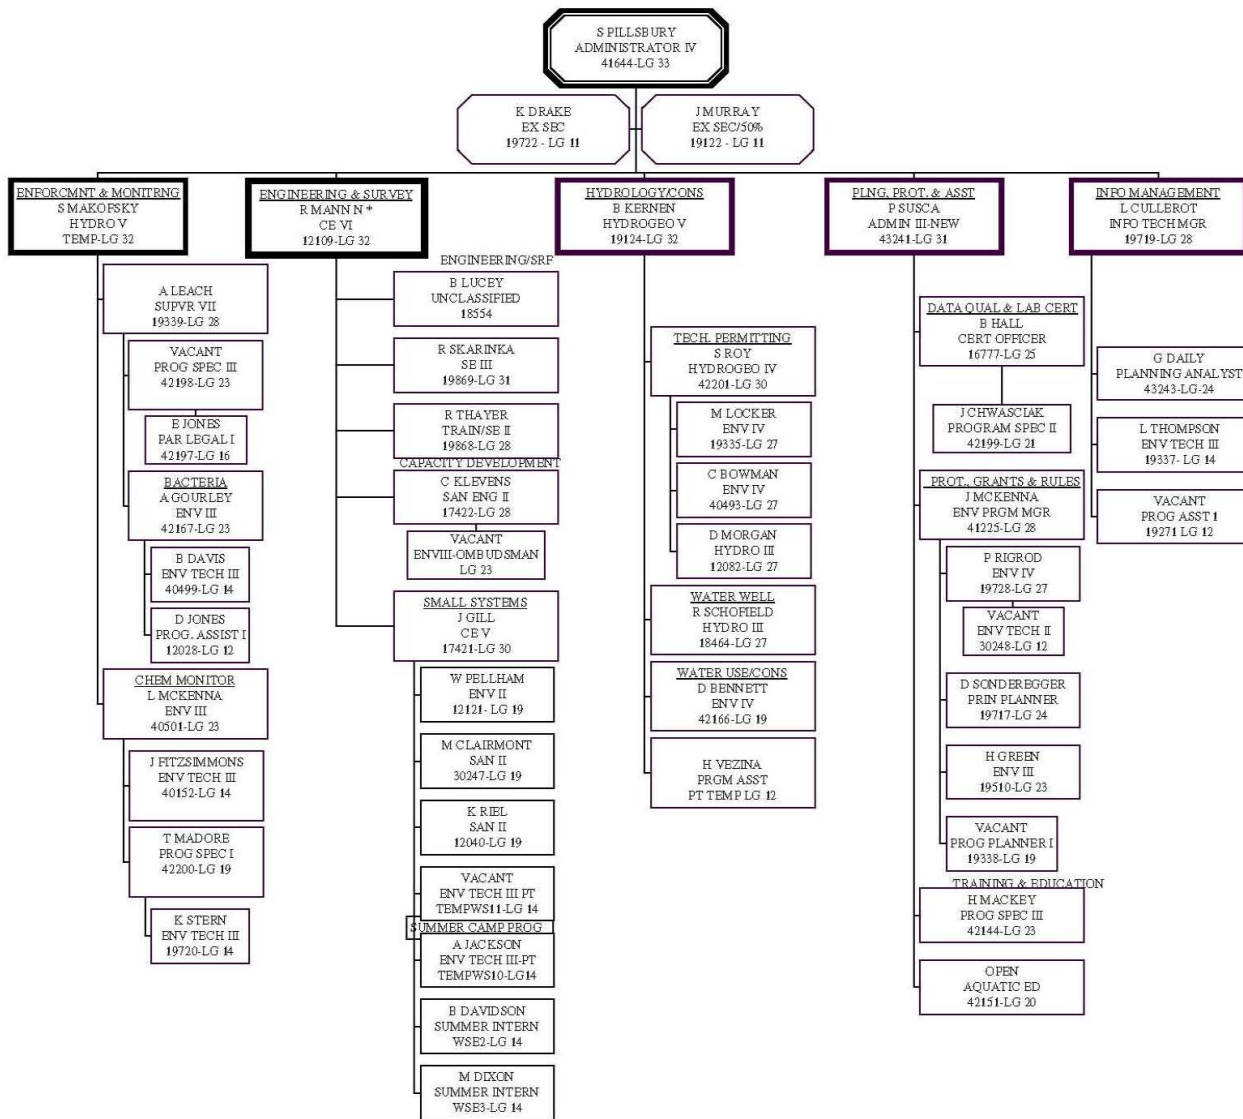 S PILLSBURY
ADMINISTRATOR IV
41644-LG 33
K DRAKE
EX SEC
19722 - LG 11
J MURRAY
EX SEC/50%
19122 - LG 11
ENFORCMNT & MONITRNG
S MAKOFSKY
HYDRO V
TEMP-LG 32
A LEACH
SUPVR VII
19339-LG 28
VACANT
PROG SPEC III
42198-LG 23
E JONES
PAR LEGAL I
42197-LG 16
BACTERIA
A GOURLEY
ENV III
42167-LG 23
B DAVIS
ENV TECH III
40499-LG 14
D JONES
PROG. ASSIST I
12028-LG 12
CHEM MONITOR
L MCKENNA
ENV III
40501-LG 23
J FITZSIMMONS
ENV TECH III
40152-LG 14
T MADORE
PROG SPEC I
42200-LG 19
K STERN
ENV TECH III
19720-LG 14
ENGINEERING & SURVEY
R MANN N *
CE VI
12109-LG 32
ENGINEERING/SRF
B LUCEY
UNCLASSIFIED
18554
R SKARINKA
SE III
19869-LG 31
R THAYER
TRAIN/SE II
19868-LG 28
CAPACITY DEVELOPMENT
C KLEVENS
SAN ENG II
17422-LG 28
VACANT
ENVIII-OMBUDSMAN
LG 23
SMALL SYSTEMS
J GILL
CE V
17421-LG 30
W PELLHAM
ENV II
12121- LG 19
M CLAIRMONT
SAN II
30247-LG 19
K RIEL
SAN II
12040-LG 19
VACANT
ENV TECH III PT
TEMPWS11-LG 14
SUMMER CAMP PROG
A JACKSON
ENV TECH III-PT
TEMPWS10-LG14
B DAVIDSON
SUMMER INTERN
WSE2-LG 14
M DIXON
SUMMER INTERN
WSE3-LG 14
HYDROLOGY/CONS
B KERNEN
HYDROGEO V
19124-LG 32
TECH. PERMITTING
S ROY
HYDROGEO IV
42201-LG 30
M LOCKER
ENV IV
19335-LG 27
C BOWMAN
ENV IV
40493-LG 27
D MORGAN
HYDRO III
12082-LG 27
WATER WELL
R SCHOFIELD
HYDRO III
18464-LG 27
WATER USE/CONS
D BENNETT
ENV IV
42166-LG 19
H VEZINA
PRGM ASST
PT TEMP LG 12
PLNG, PROT. & ASST
P SUSCA
ADMIN III-NEW
43241-LG 31
DATA QUAL & LAB CERT
B HALL
CERT OFFICER
16777-LG 25
J CHWASCIAK
PROGRAM SPEC II
42199-LG 21
PROT., GRANTS & RULES
J MCKENNA
ENV PRGM MGR
41225-LG 28
P RIGROD
ENV IV
19728-LG 27
VACANT
ENV TECH II
30248-LG 12
D SONDEREGGER
PRIN PLANNER
19717-LG 24
H GREEN
ENV III
19510-LG 23
VACANT
PROG PLANNER I
19338-LG 19
TRAINING & EDUCATION
H MACKEY
PROG SPEC III
42144-LG 23
OPEN
AQUATIC ED
42151-LG 20
INFO MANAGEMENT
L CULLEROT
INFO TECH MGR
19719-LG 28
G DAILY
PLANNING ANALYST
43243-LG-24
L THOMPSON
ENV TECH III
19337- LG 14
VACANT
PROG ASST 1
19271 LG 12